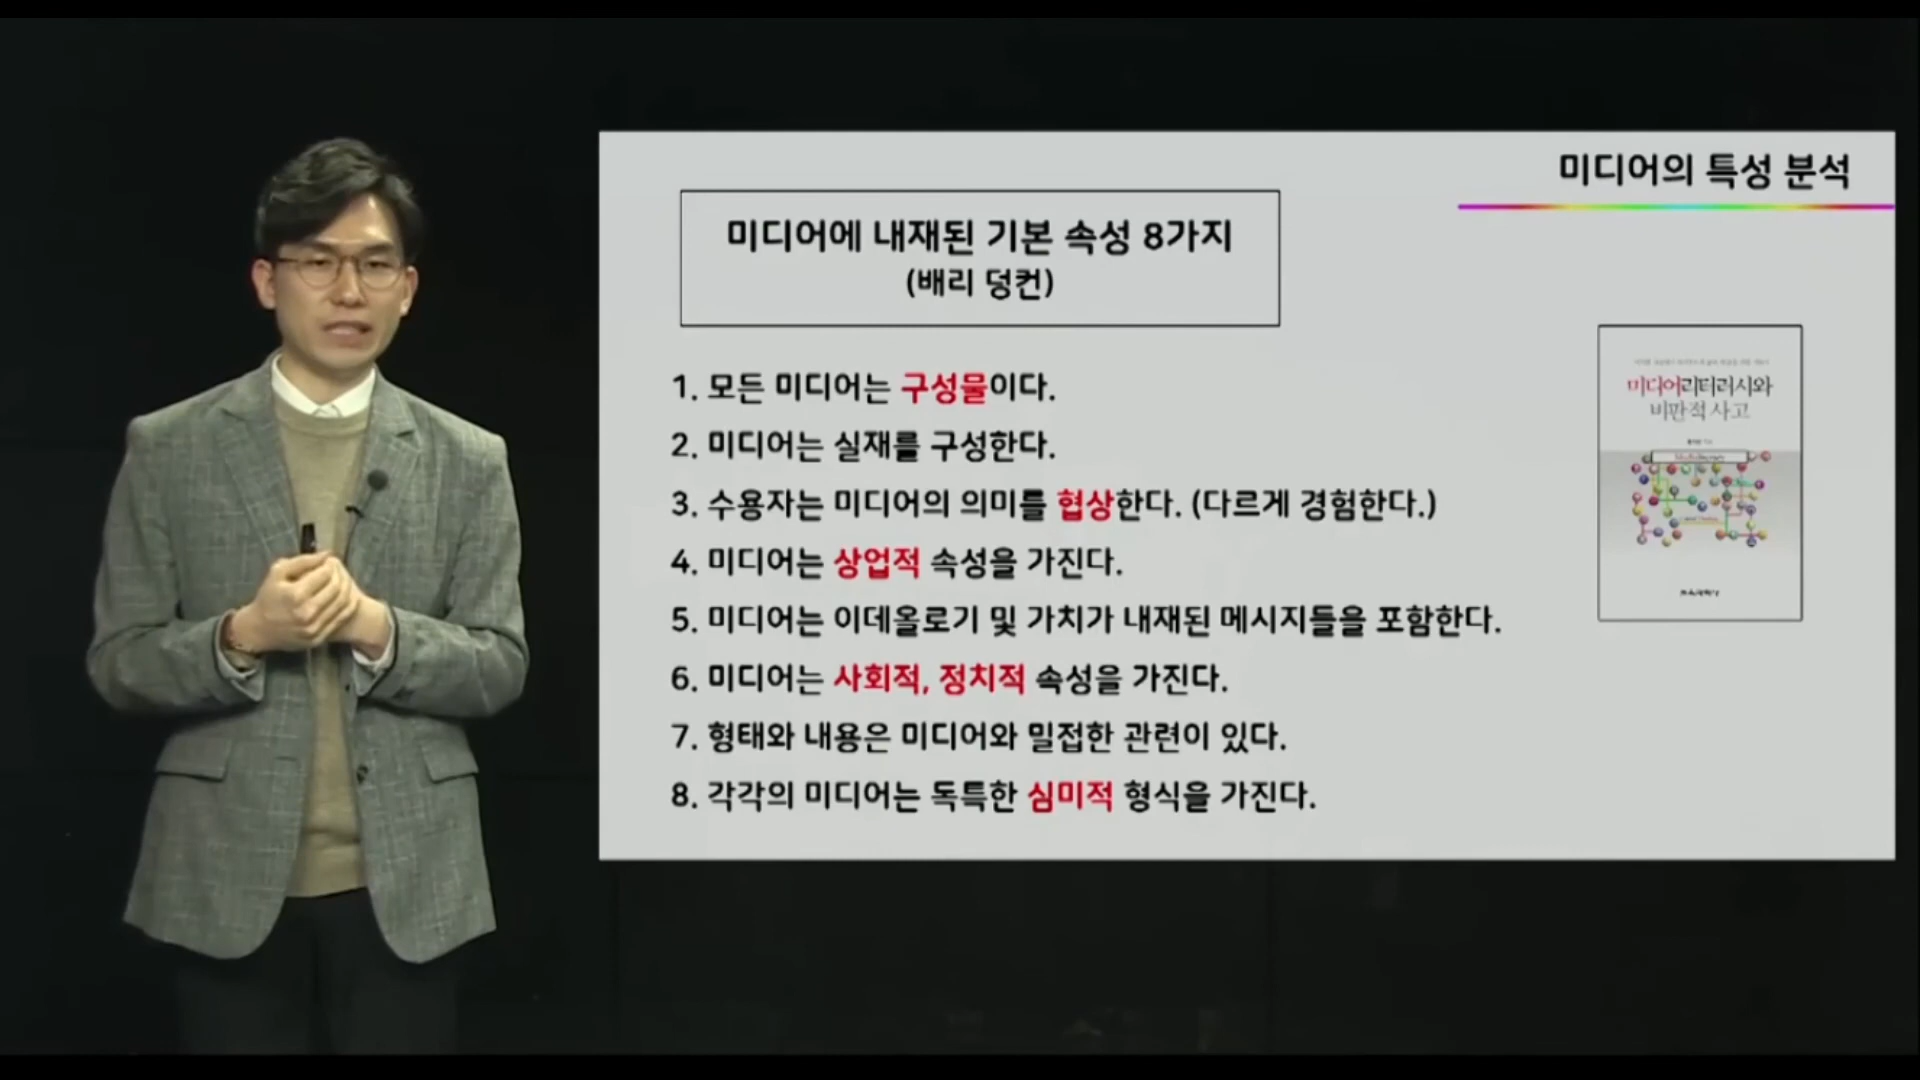 미디어의 특성 분석
미디어에 내재된 기본 속성 8가지
(배리 덩컨)
1. 모든 미디어는 구성물이다.
2. 미디어는 실재를 구성한다.
3. 수용자는 미디어의 의미를 협상한다. (다르게 경험한다.)
4. 미디어는 상업적 속성을 가진다.
5. 미디어는 이데올로기 및 가치가 내재된 메시지들을 포함한다.
6. 미디어는 사회적, 정치적 속성을 가진다.
7. 형태와 내용은 미디어와 밀접한 관련이 있다.
8. 각각의 미디어는 독특한 심미적 형식을 가진다.
미디어리터러시와
비판적 사고